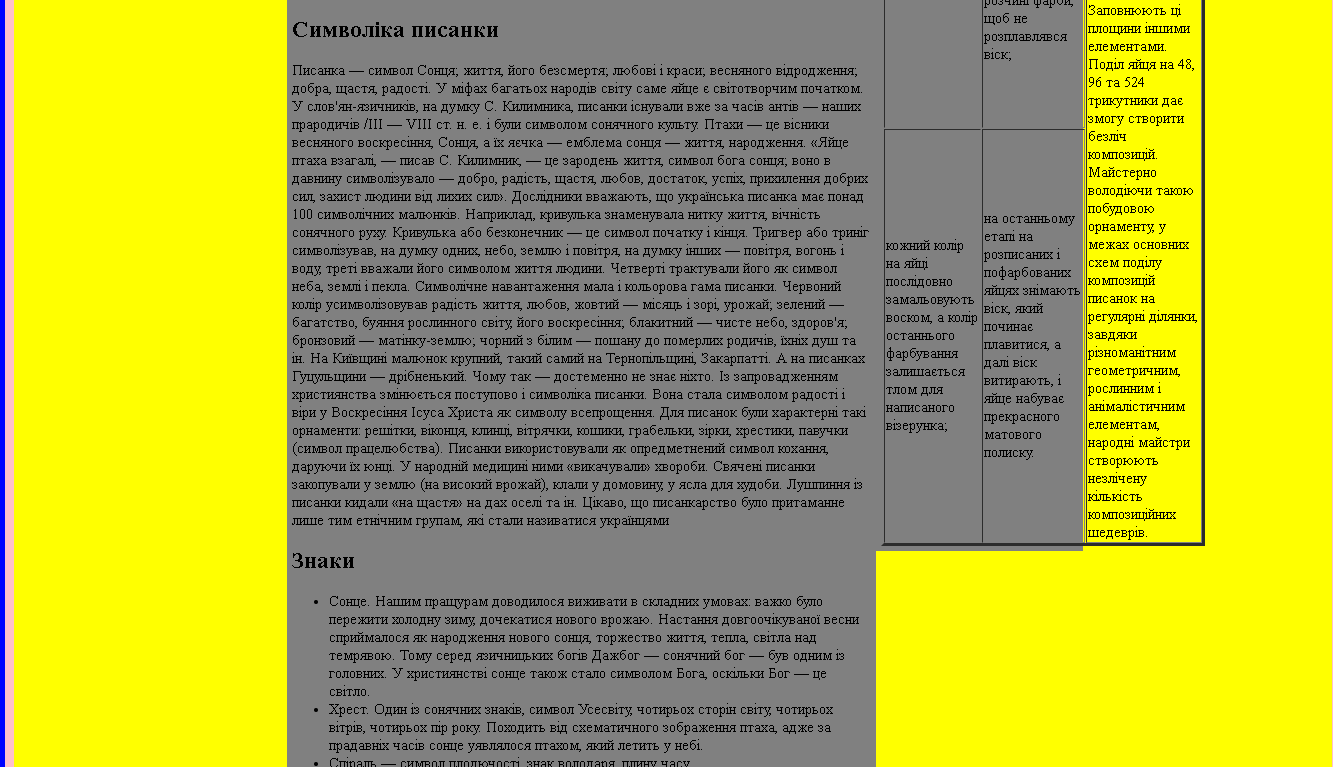 Символіка писанки
Писанка — символ Сонця; життя, його безсмертя; любові і краси; весняного відродження;
добра, щастя, радості. У міфах багатьох народів світу саме яйце є світотворчим початком.
У слов'ян-язичників, на думку С. Килимника, писанки існували вже за часів антів — наших
прародичів /III — VIII ст. н. е. і були символом сонячного культу. Птахи — це вісники
весняного воскресіння, Сонця, а їх яєчка — емблема сонця — життя, народження. «Яйце
птаха взагалі, — писав С. Килимник, — це зародень життя, символ бога сонця; воно в
давнину символізувало — добро, радість, щастя, любов, достаток, успіх, прихилення добрих
сил, захист людини від лихих сил». Дослідники вважають, що українська писанка має понад
100 символічних малюнків. Наприклад, кривулька знаменувала нитку життя, вічність
сонячного руху. Кривулька або безконечник — це символ початку і кінця. Тригвер або триніг
символізував, на думку одних, небо, землю і повітря, на думку інших — повітря, вогонь і
воду, треті вважали його символом життя людини. Четверті трактували його як символ
неба, землі і пекла. Символічне навантаження мала і кольорова гама писанки. Червоний
колір усимволізовував радість життя, любов, жовтий — місяць і зорі, урожай; зелений —
багатство, буяння рослинного світу, його воскресіння; блакитний — чисте небо, здоров'я;
бронзовий — матінку-землю; чорний з білим — пошану до померлих родичів, їхніх душ та
ін. На Київщині малюнок крупний, такий самий на Тернопільщині, Закарпатті. А на писанках
Гуцульщини — дрібненький. Чому так — достеменно не знає ніхто. Із запровадженням
християнства змінюється поступово і символіка писанки. Вона стала символом радості і
віри у Воскресіння Ісуса Христа як символу всепрощення. Для писанок були характерні такі
орнаменти: решітки, віконця, клинці, вітрячки, кошики, грабельки, зірки, хрестики, павучки
(символ працелюбства). Писанки використовували як опредметнений символ кохання,
даруючи їх юнці. У народній медицині ними «викачували» хвороби. Свячені писанки
закопували у землю (на високий врожай), клали у домовину, у ясла для худоби. Лушпиння із
писанки кидали «на щастя» на дах оселі та ін. Цікаво, що писанкарство було притаманне
лише тим етнічним групам, які стали називатися українцями
Знаки
• Сонце. Нашим пращурам доводилося виживати в складних умовах: важко було
пережити холодну зиму, дочекатися нового врожаю. Настання довгоочікуваної весни
сприймалося як народження нового сонця, торжество життя, тепла, світла над
темрявою. Тому серед язичницьких богів Дажбог — сонячний бог — був одним із
головних. У християнстві сонце також стало символом Бога, оскільки Бог — це
світло.
• Хрест. Один із сонячних знаків, символ Усесвіту, чотирьох сторін світу, чотирьох
вітрів, чотирьох пір року. Походить від схематичного зображення птаха, адже за
прадавніх часів сонце уявлялося птахом, який летить у небі.
• Спіраль — символ плодючості, знак володаря, плину часу.
кожний колір
на яйці
послідовно
замальовують
воском, а колір
останнього
фарбування
залишається
тлом для
написаного
візерунка;
розчині фарби,
щоб не
розплавлявся
віск;
на останньому
етапі на
розписаних і
пофарбованих
яйцях знімають
віск, який
починає
плавитися, а
далі віск
витирають, і
яйце набуває
прекрасного
матового
полиску.
Заповнюють ці
площини іншими
елементами.
Поділ яйця на 48,
96 та 524
трикутники дає
змогу створити
безліч
композицій.
Майстерно
володіючи такою
побудовою
орнаменту, у
межах основних
схем поділу
композицій
писанок на
регулярні ділянки,
завдяки
різноманітним
геометричним,
рослинним і
анімалістичним
елементам,
народні майстри
створюють
незлічену
кількість
композиційних
шедеврів.